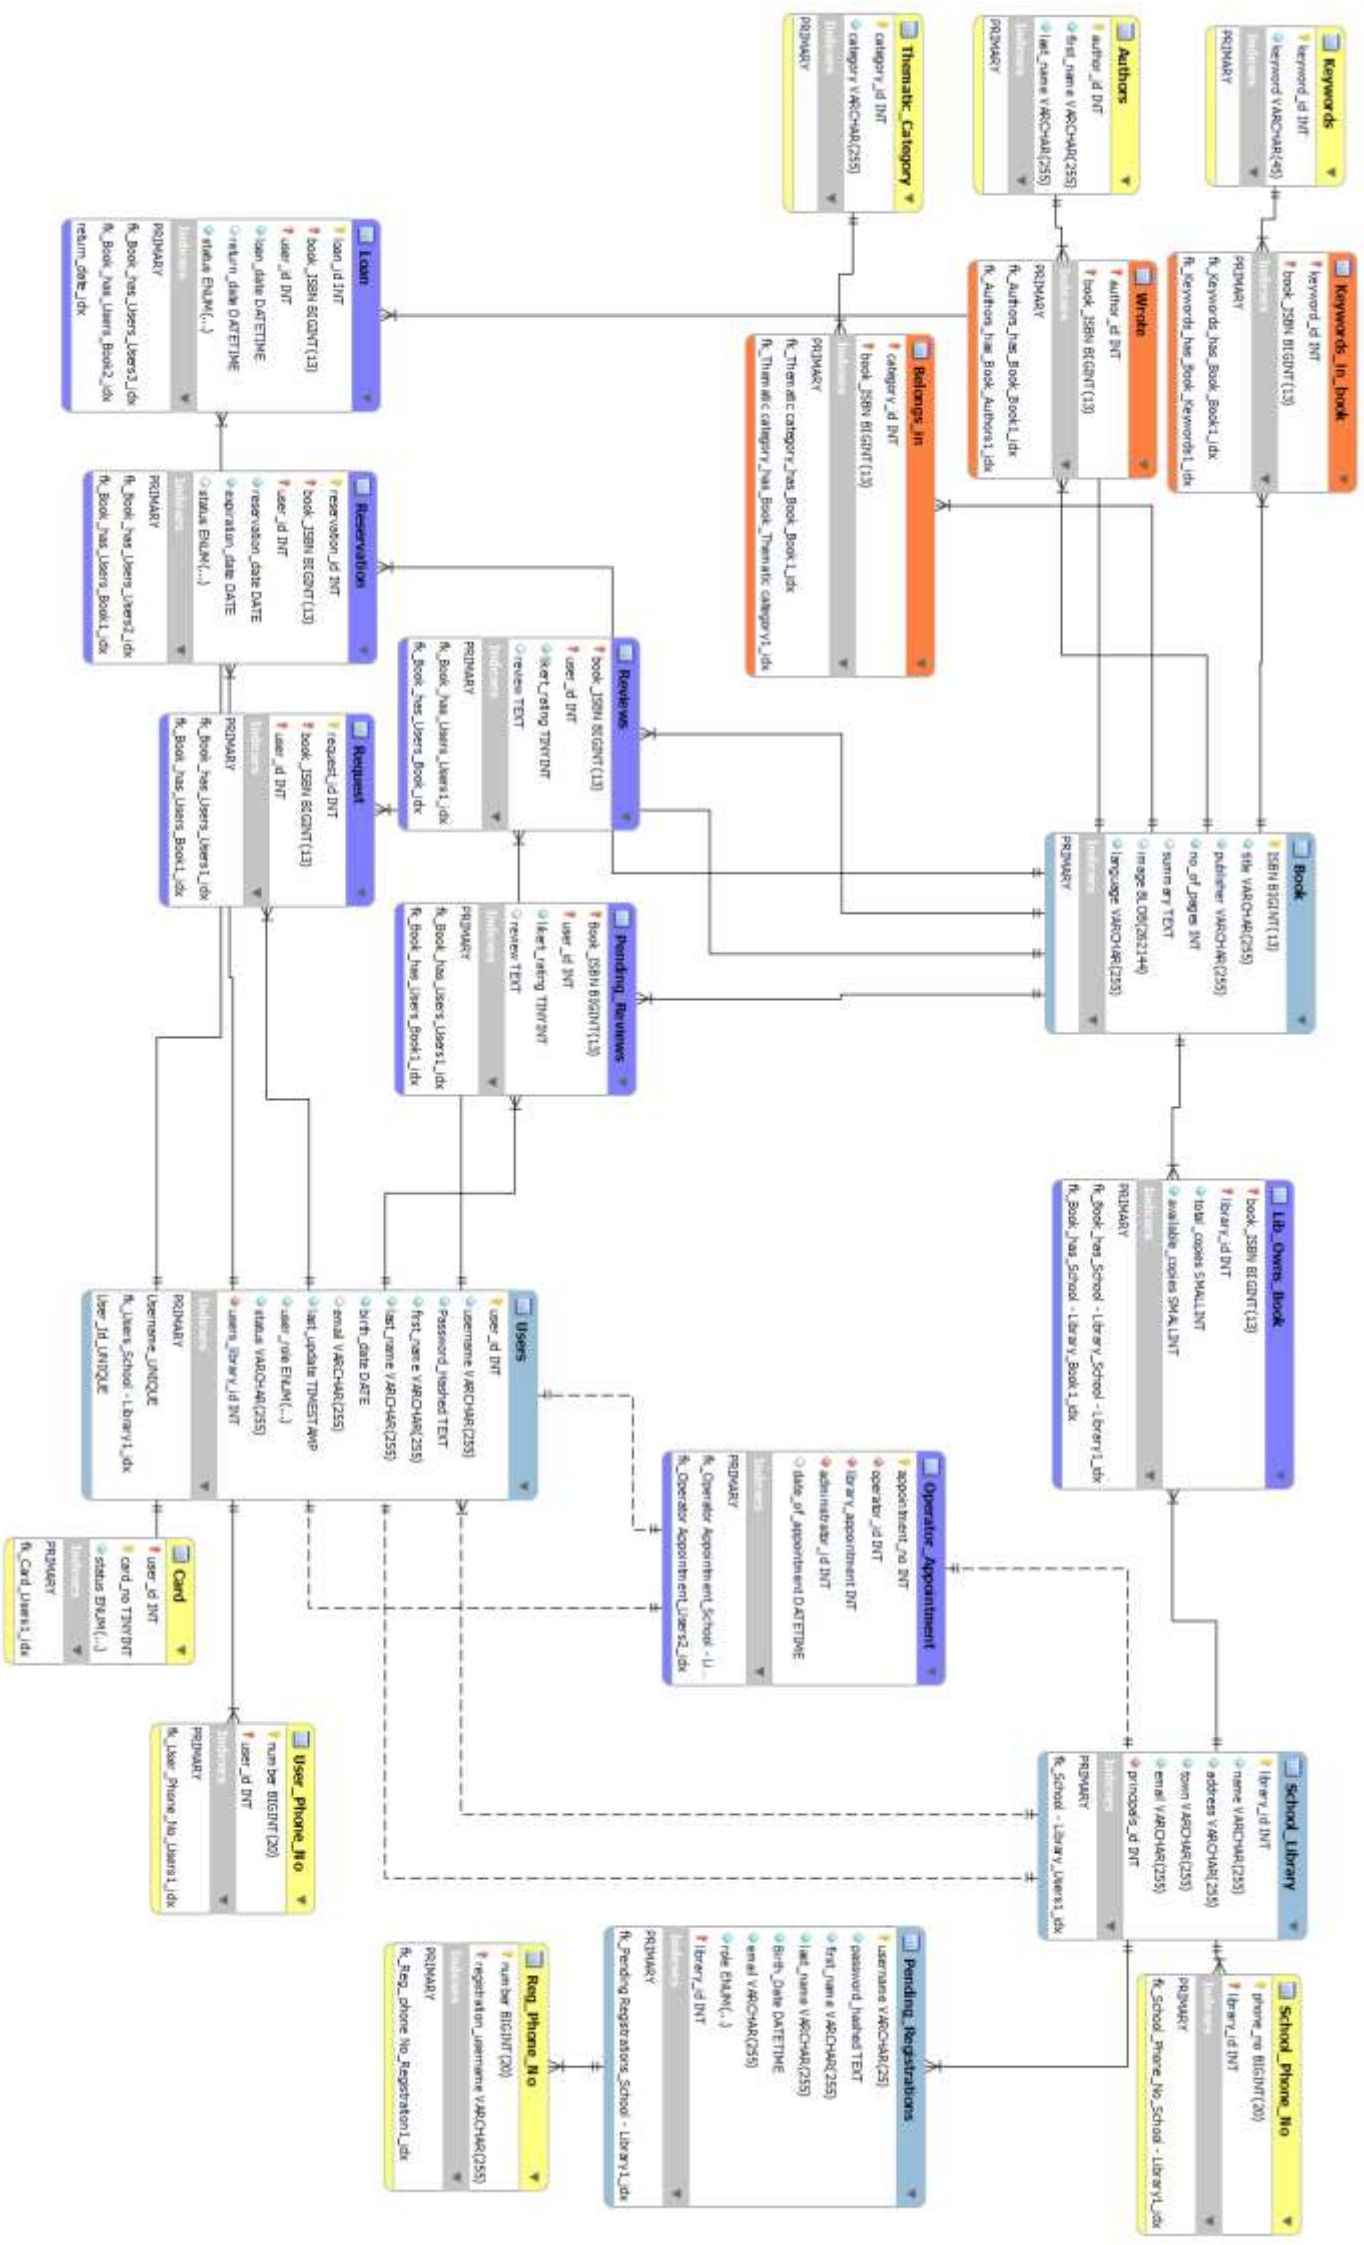 Keywords
keyword_id INT
keyword VARCHAR(45)
Indexes
PRIMARY
Keywords_in_book
keyword_id INT
book_ISBN BIGINT(13)
Indexes
PRIMARY
fk_Keywords_has_Book_Book1_idx
fk_Keywords_has_Book_Keywords1_idx
Authors
author_id INT
first_name VARCHAR(255)
last_name VARCHAR(255)
Indexes
PRIMARY
Wrote
author_id INT
book_ISBN BIGINT(13)
Indexes
PRIMARY
fk_Authors_has_Book_Book1_idx
fk_Authors_has_Book_Authors1_idx
Thematic_Category
category_id INT
category VARCHAR(255)
Indexes
PRIMARY
Belongs_in
category_id INT
book_ISBN BIGINT(13)
Indexes
PRIMARY
fk_Thematic category_has_Book_Book1_idx
fk_Thematic category_has_Book_Thematic category1_idx
Book
ISBN BIGINT(13)
title VARCHAR(255)
publisher VARCHAR(255)
no_of_pages INT
summary TEXT
image BLOB(262144)
language VARCHAR(255)
Indexes
PRIMARY
Lib_Owns_Book
book_ISBN BIGINT(13)
library_id INT
total_copies SMALLINT
available_copies SMALLINT
Indexes
PRIMARY
fk_Book_has_School - Library_School - Library1_idx
fk_Book_has_School - Library_Book1_idx
School_Library
library_id INT
name VARCHAR(255)
address VARCHAR(255)
town VARCHAR(255)
email VARCHAR(255)
principals_id INT
Indexes
PRIMARY
fk_School - Library_Users1_idx
School_Phone_No
phone_no BIGINT(20)
library_id INT
Indexes
PRIMARY
fk_School_Phone_No_School - Library1_idx
Loan
loan_id INT
book_ISBN BIGINT(13)
user_id INT
loan_date DATETIME
return_date DATETIME
status ENUM(...)
Indexes
PRIMARY
fk_Book_has_Users_Users3_idx
fk_Book_has_Users_Book2_idx
return_date_idx
Reservation
reservation_id INT
book_ISBN BIGINT(13)
user_id INT
reservation_date DATE
expiration_date DATE
status ENUM(...)
Indexes
PRIMARY
fk_Book_has_Users_Users2_idx
fk_Book_has_Users_Book1_idx
Reviews
book_ISBN BIGINT(13)
user_id INT
likert_rating TINYINT
review TEXT
Indexes
PRIMARY
fk_Book_has_Users_Users1_idx
fk_Book_has_Users_Book_idx
Request
request_id INT
book_ISBN BIGINT(13)
user_id INT
Indexes
PRIMARY
fk_Book_has_Users_Users1_idx
fk_Book_has_Users_Book1_idx
Pending_Reviews
Book_ISBN BIGINT(13)
user_id INT
likert_rating TINYINT
review TEXT
Indexes
PRIMARY
fk_Book_has_Users_Users1_idx
fk_Book_has_Users_Book1_idx
Operator_Appointment
appointment_no INT
operator_id INT
library_appointment INT
administrator_id INT
date_of_appointment DATETIME
Indexes
PRIMARY
fk_Operator Appointment_School - Li...
fk_Operator Appointment_Users2_idx
Users
user_id INT
username VARCHAR(255)
Password_Hashed TEXT
first_name VARCHAR(255)
last_name VARCHAR(255)
birth_date DATE
email VARCHAR(255)
last_update TIMESTAMP
user_role ENUM(...)
status VARCHAR(255)
users_library_id INT
Indexes
PRIMARY
Username_UNIQUE
fk_Users_School - Library1_idx
User_Id_UNIQUE
Card
user_id INT
card_no TINYINT
status ENUM(...)
Indexes
PRIMARY
fk_Card_Users1_idx
User_Phone_No
number BIGINT(20)
user_id INT
Indexes
PRIMARY
fk_User_Phone_No_Users1_idx
Pending_Registrations
username VARCHAR(25)
password_hashed TEXT
first_name VARCHAR(255)
last_name VARCHAR(255)
Birth_Date DATETIME
email VARCHAR(255)
role ENUM(...)
library_id INT
Indexes
PRIMARY
fk_Pending Registrations_School - Library1_idx
Reg_Phone_No
number BIGINT(20)
registration_username VARCHAR(255)
Indexes
PRIMARY
fk_Reg_phone No_Registration1_idx